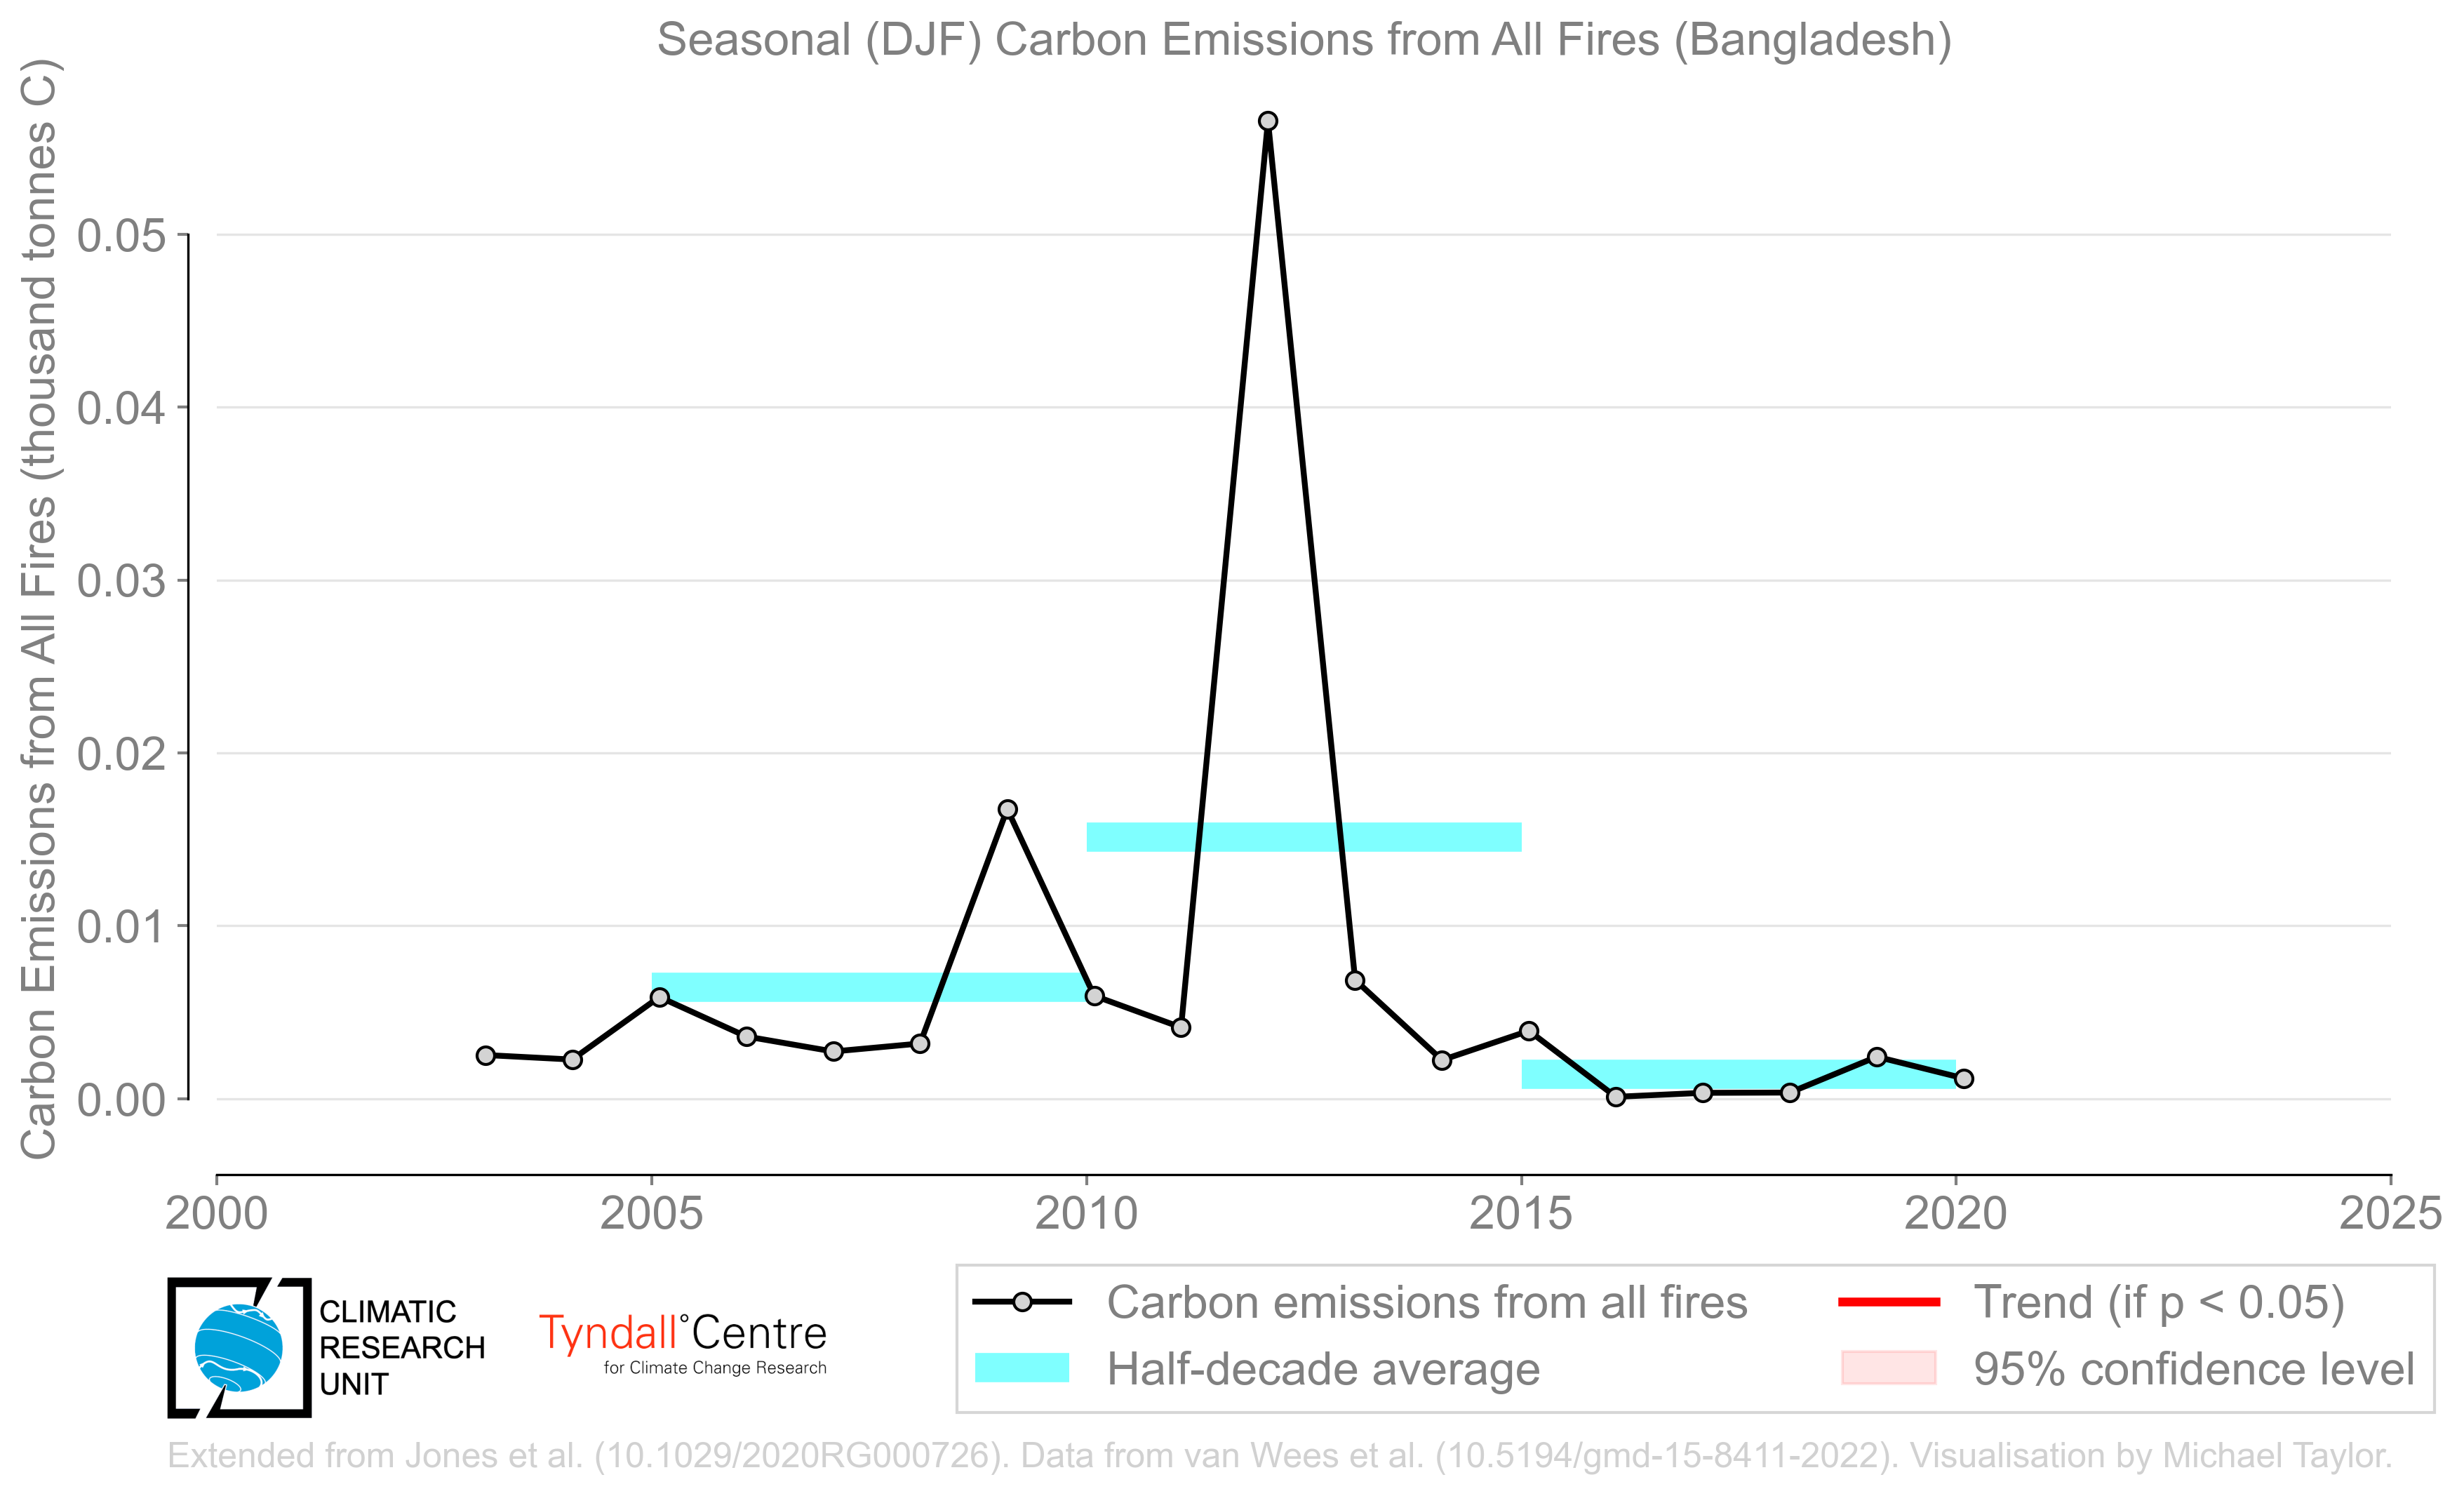 Seasonal (DJF) Carbon Emissions from All Fires (Bangladesh)
Carbon Emissions from All Fires (thousand tonnes C)
0.05
0.04
0.03
0.02
0.01
0.00
2000 2005 2010 2015 2020 2025
CLIMATIC
RESEARCH
UNIT
Tyndall°Centre
for Climate Change Research
Carbon emissions from all fires
Half-decade average
Trend (if p < 0.05)
95% confidence level
Extended from Jones et al. (10.1029/2020RG000726). Data from van Wees et al. (10.5194/gmd-15-8411-2022). Visualisation by Michael Taylor.